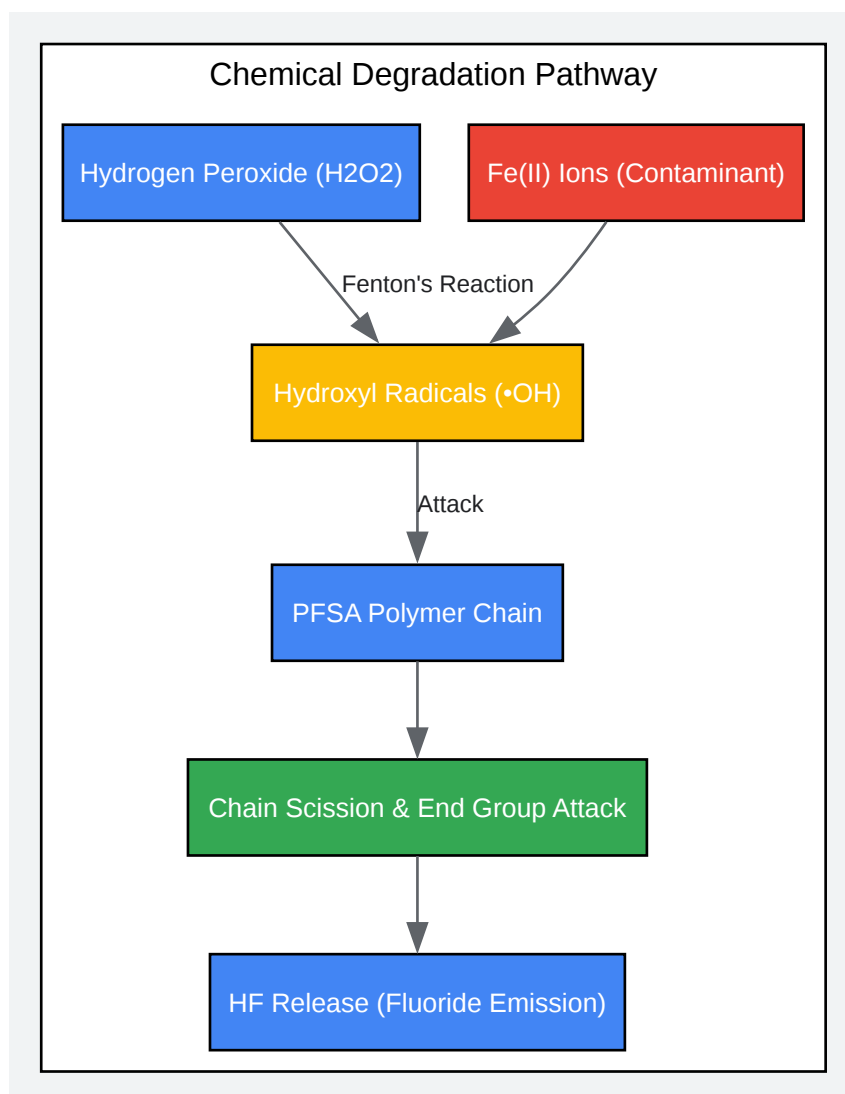 Chemical Degradation Pathway
Hydrogen Peroxide (H2O2)
Fe(II) Ions (Contaminant)
Fenton's Reaction
Hydroxyl Radicals (•OH)
Attack
PFSA Polymer Chain
Chain Scission & End Group Attack
HF Release (Fluoride Emission)